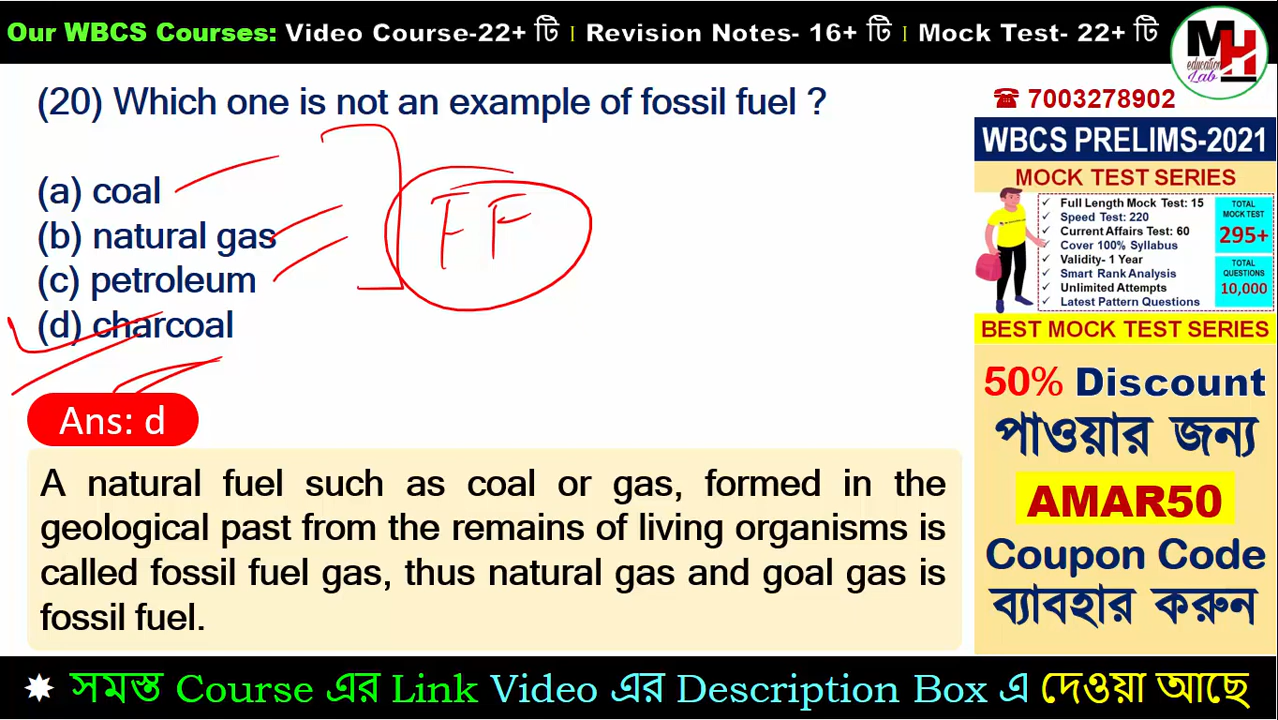 Our WBCS Courses: Video Course-22+ টি | Revision Notes- 16+ টি | Mock Test- 22+ টি
MH
education
Lab
(20) Which one is not an example of fossil fuel ?
(a) coal
(b) natural gas
(c) petroleum
(d) charcoal
FF
Ans: d
A natural fuel such as coal or gas, formed in the
geological past from the remains of living organisms is
called fossil fuel gas, thus natural gas and goal gas is
fossil fuel.
☎ 7003278902
WBCS PRELIMS-2021
MOCK TEST SERIES
✓ Full Length Mock Test: 15
✓ Speed Test: 220
✓ Current Affairs Test: 60
✓ Cover 100% Syllabus
✓ Validity- 1 Year
✓ Smart Rank Analysis
✓ Unlimited Attempts
✓ Latest Pattern Questions
TOTAL
MOCK TEST
295+
TOTAL
QUESTIONS
10,000
BEST MOCK TEST SERIES
50% Discount
পাওয়ার জন্য
AMAR50
Coupon Code
ব্যাবহার করুন
✸ সমস্ত Course এর Link Video এর Description Box এ দেওয়া আছে